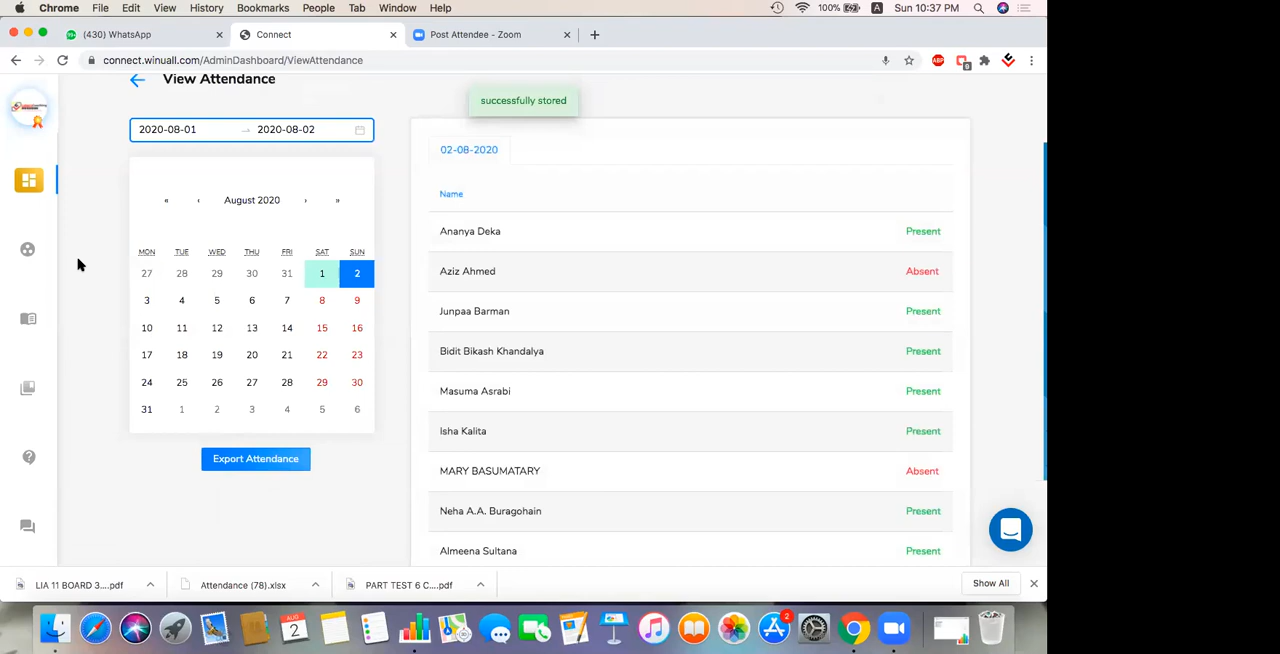 Chrome File Edit View History Bookmarks People Tab Window Help 100% A Sun 10:37 PM
(430) WhatsApp Connect Post Attendee - Zoom
connect.winuall.com/AdminDashboard/ViewAttendance ABP 9
View Attendance
successfully stored
2020-08-01 → 2020-08-02
02-08-2020
« ‹ August 2020 › »
Name
MON TUE WED THU FRI SAT SUN
27 28 29 30 31 1 2
3 4 5 6 7 8 9
10 11 12 13 14 15 16
17 18 19 20 21 22 23
24 25 26 27 28 29 30
31 1 2 3 4 5 6
Export Attendance
Ananya Deka Present
Aziz Ahmed Absent
Junpaa Barman Present
Bidit Bikash Khandalya Present
Masuma Asrabi Present
Isha Kalita Present
MARY BASUMATARY Absent
Neha A.A. Buragohain Present
Almeena Sultana Present
LIA 11 BOARD 3....pdf Attendance (78).xlsx PART TEST 6 C....pdf Show All
AUG
2
2